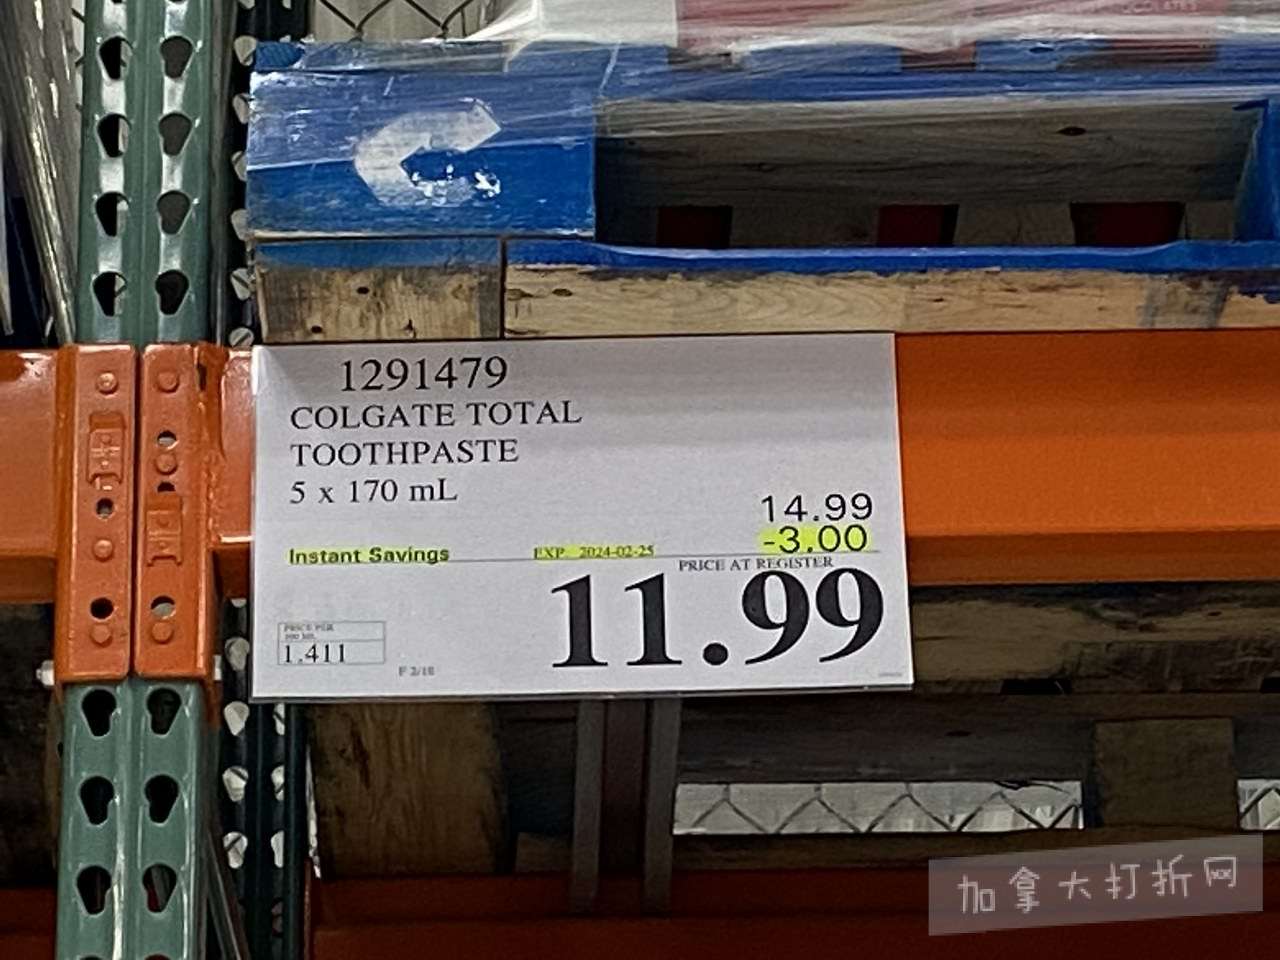 1291479
COLGATE TOTAL
TOOTHPASTE
5 x 170 mL
14.99
Instant Savings EXP 2024-02-25 -3.00
PRICE AT REGISTER
11.99
PRICE PER
100 ML
1.411
F 2/18
加拿大打折网